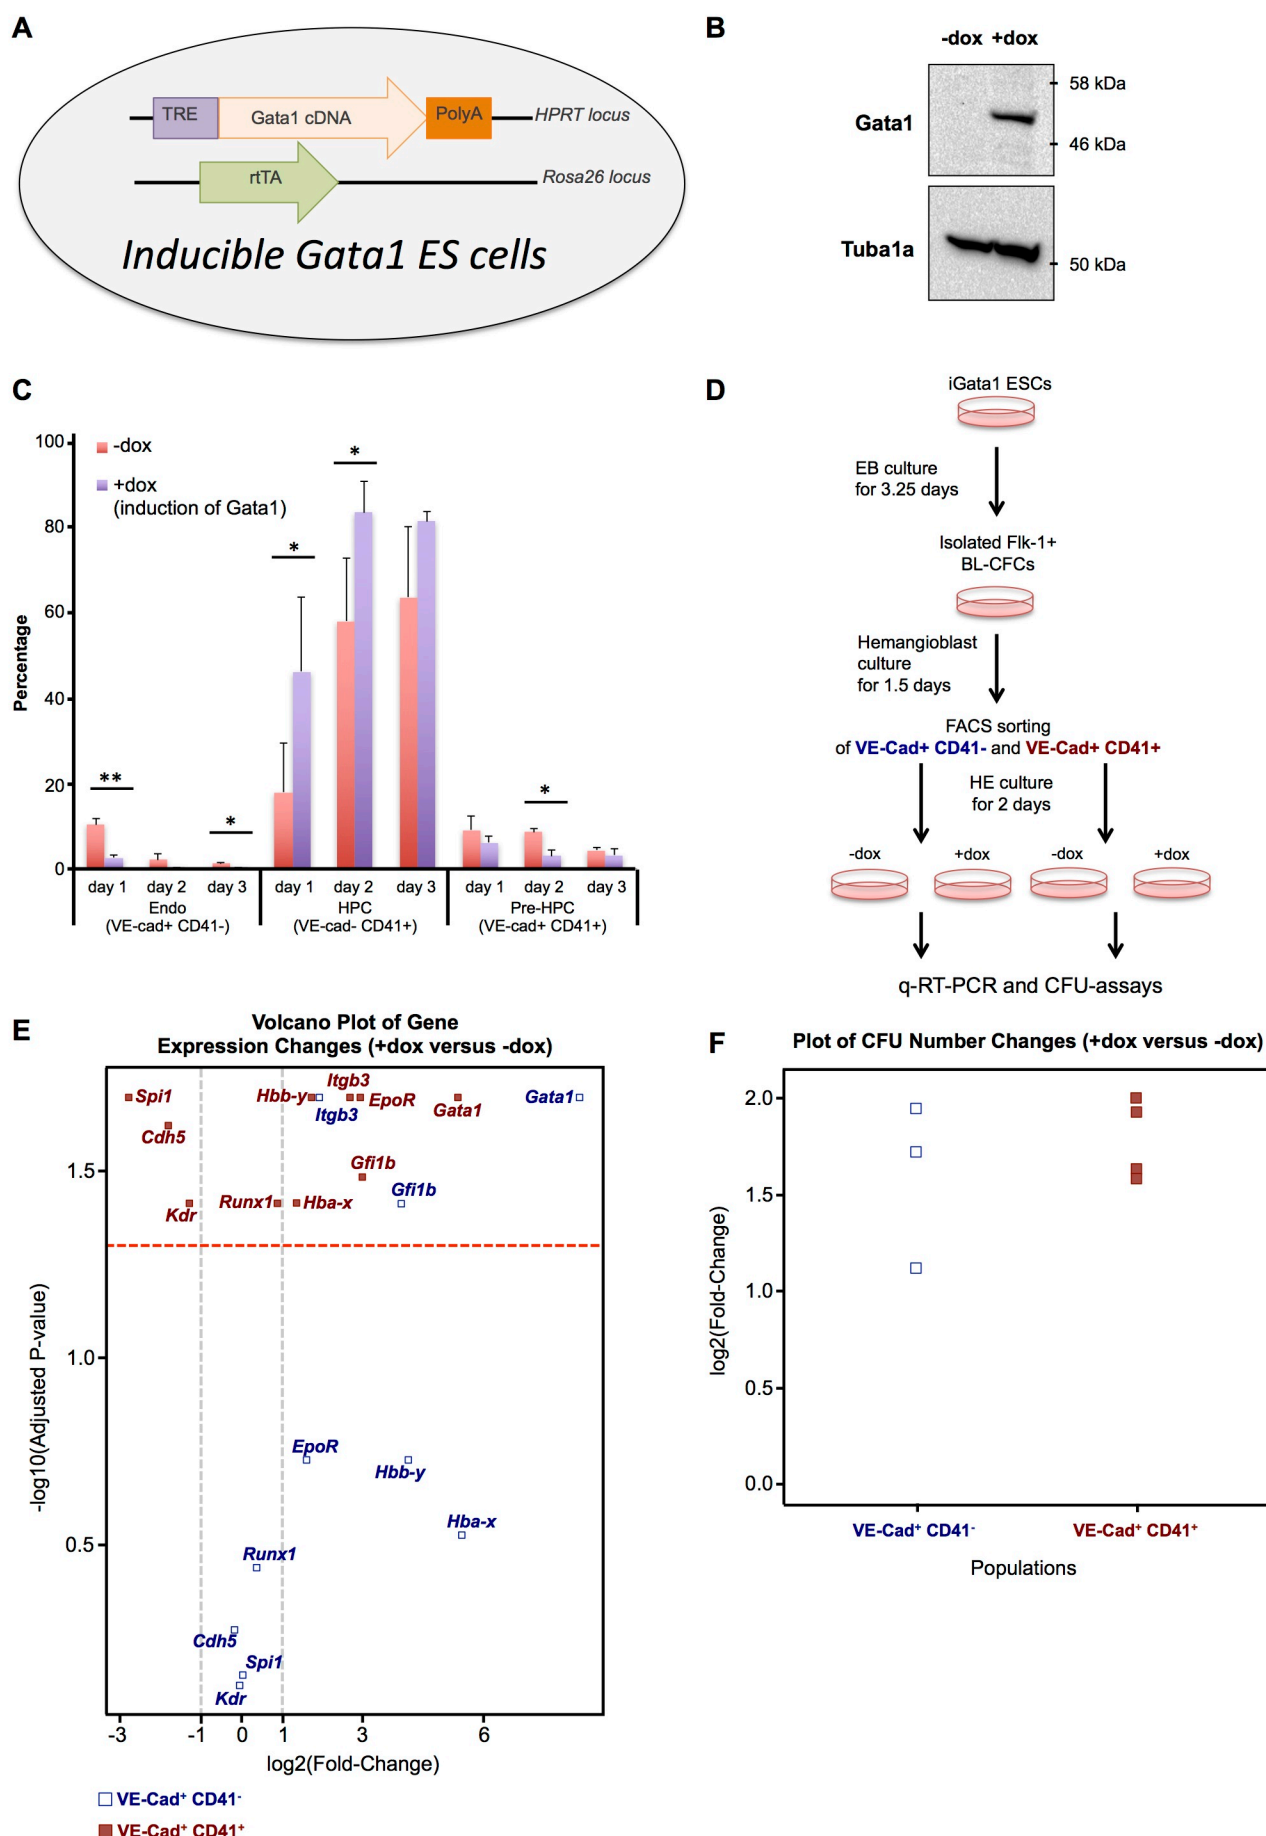 A
TRE
Gata1 cDNA
PolyA
HPRT locus
rtTA
Rosa26 locus
Inducible Gata1 ES cells
B
-dox +dox
58 kDa
Gata1
46 kDa
Tuba1a
50 kDa
C
-dox
+dox
(induction of Gata1)
Percentage
100
80
60
40
20
0
**
*
*
*
*
day 1 day 2 day 3 day 1 day 2 day 3 day 1 day 2 day 3
Endo HPC Pre-HPC
(VE-cad+ CD41-) (VE-cad- CD41+) (VE-cad+ CD41+)
D
iGata1 ESCs
EB culture
for 3.25 days
Isolated Flk-1+
BL-CFCs
Hemangioblast
culture
for 1.5 days
FACS sorting
of VE-Cad+ CD41- and VE-Cad+ CD41+
HE culture
for 2 days
-dox +dox -dox +dox
q-RT-PCR and CFU-assays
E
Volcano Plot of Gene
Expression Changes (+dox versus -dox)
Itgb3
Spi1
Hbb-y
EpoR
Gata1
Gata1
Itgb3
Cdh5
Gfi1b
Gfi1b
Runx1
Hba-x
Kdr
EpoR
Hbb-y
Hba-x
Runx1
Cdh5
Spi1
Kdr
-log10(Adjusted P-value)
1.5
1.0
0.5
-3 -1 0 1 3 6
log2(Fold-Change)
VE-Cad+ CD41-
VE-Cad+ CD41+
F
Plot of CFU Number Changes (+dox versus -dox)
log2(Fold-Change)
2.0
1.5
1.0
0.5
0.0
VE-Cad+ CD41- VE-Cad+ CD41+
Populations